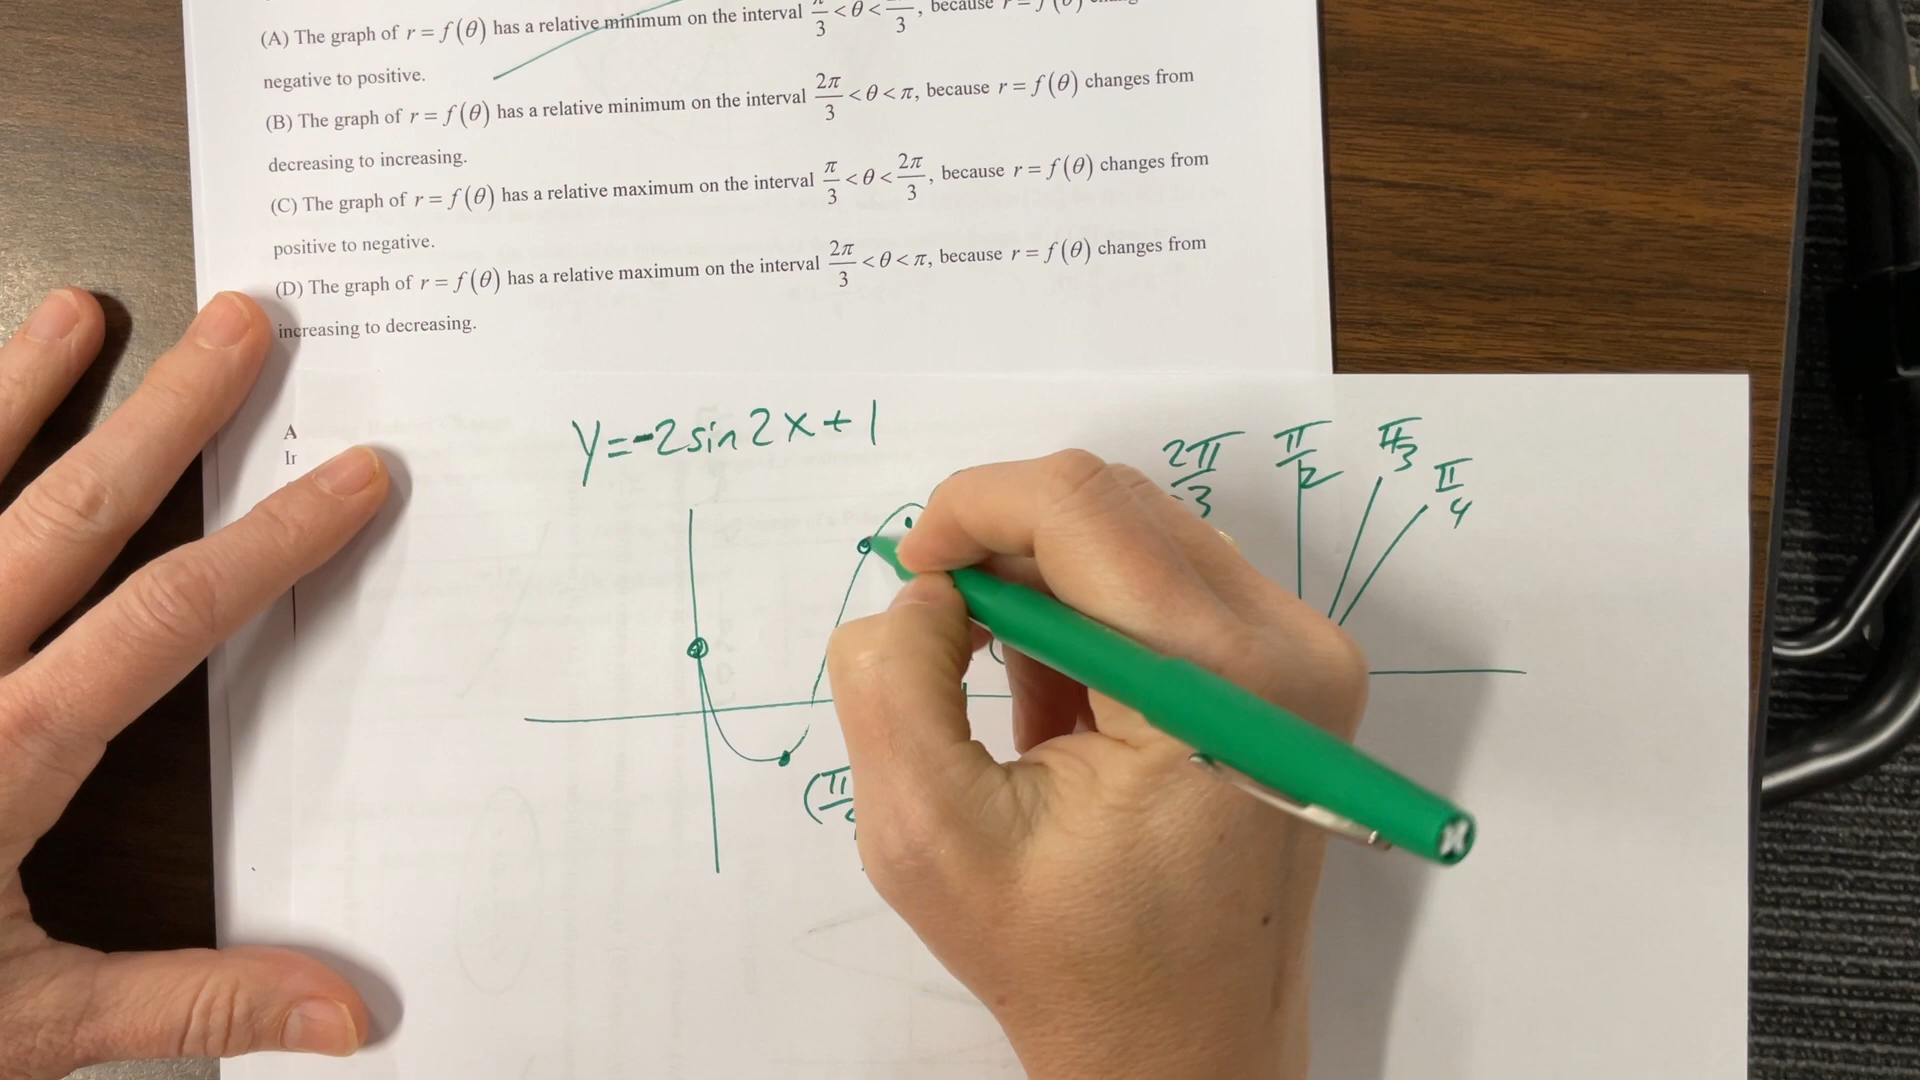 (A) The graph of r = f(θ) has a relative minimum on the interval π/3 < θ < /3, because r = f(θ)
negative to positive.
(B) The graph of r = f(θ) has a relative minimum on the interval 2π/3 < θ < π, because r = f(θ) changes from
decreasing to increasing.
(C) The graph of r = f(θ) has a relative maximum on the interval π/3 < θ < 2π/3, because r = f(θ) changes from
positive to negative.
(D) The graph of r = f(θ) has a relative maximum on the interval 2π/3 < θ < π, because r = f(θ) changes from
increasing to decreasing.
A
y=-2sin2x+1
2π/3 π/2 π/3 π/4
(π